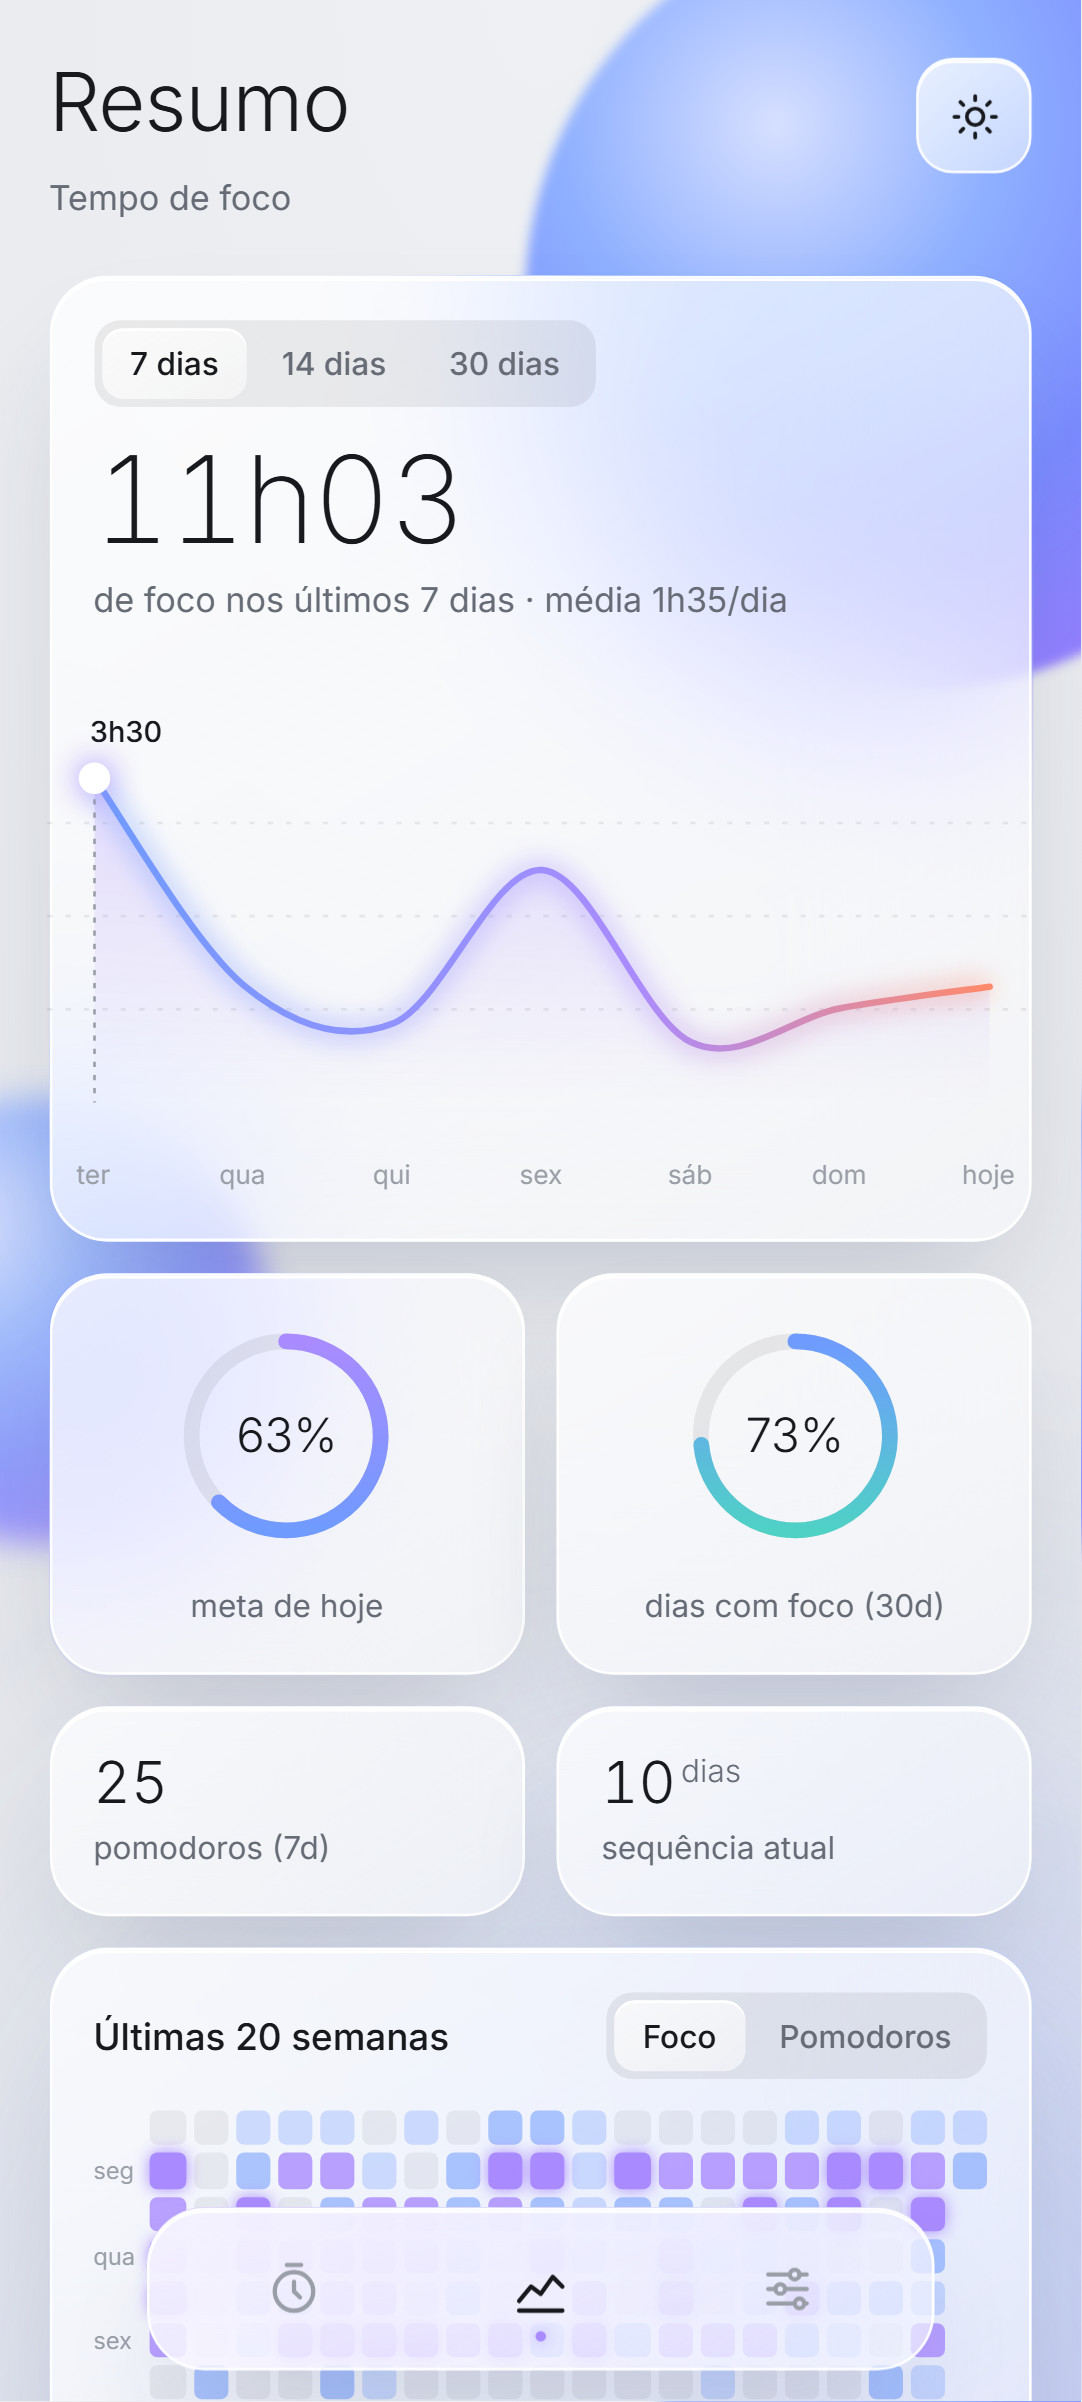 Resumo
Tempo de foco
7 dias 14 dias 30 dias
11h03
de foco nos últimos 7 dias · média 1h35/dia
3h30
ter qua qui sex sáb dom hoje
63% 73%
meta de hoje dias com foco (30d)
25 10 dias
pomodoros (7d) sequência atual
Últimas 20 semanas Foco Pomodoros
seg
qua
sex